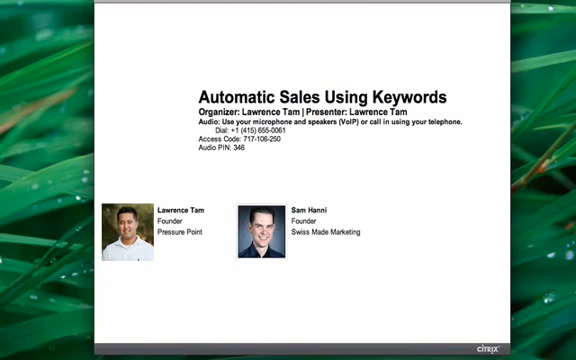 Automatic Sales Using Keywords
Organizer: Lawrence Tam | Presenter: Lawrence Tam
Audio: Use your microphone and speakers (VoIP) or call in using your telephone.
Dial: +1 (415) 655-0061
Access Code: 717-106-250
Audio PIN: 346
Lawrence Tam
Founder
Pressure Point
Sam Hanni
Founder
Swiss Made Marketing
CITRIX